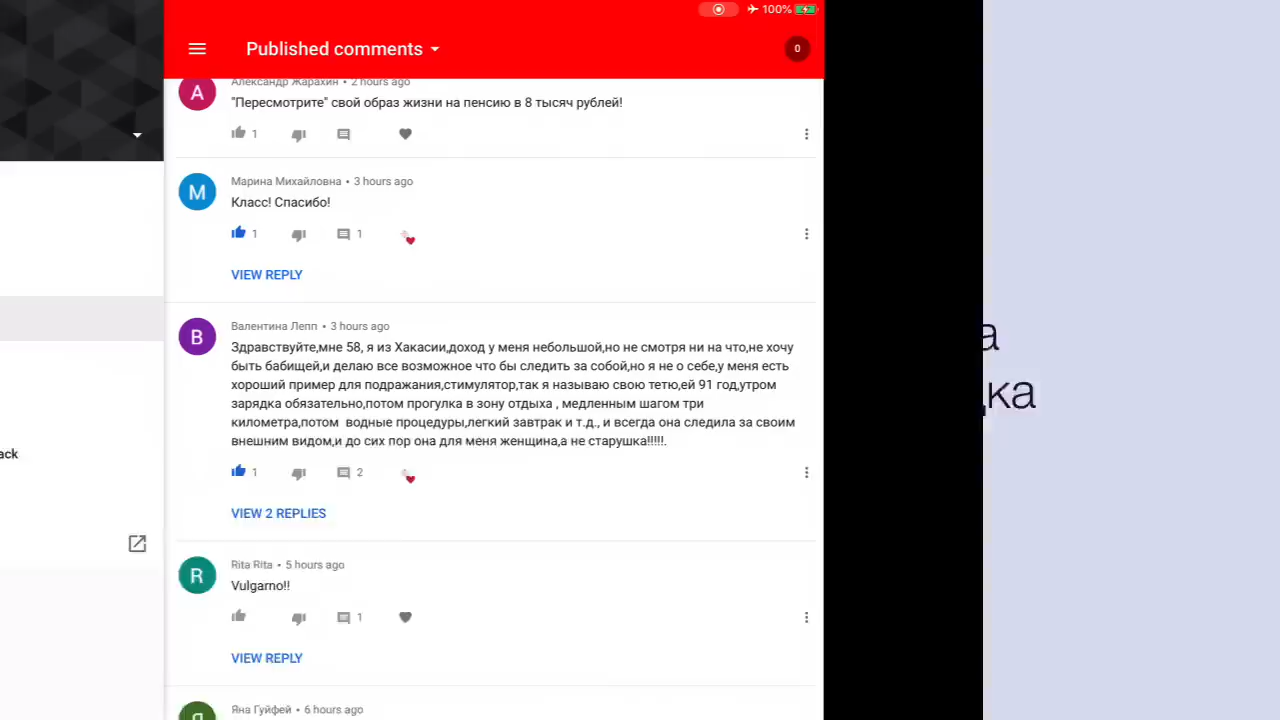 100%
Published comments
0
Александр Жарахин • 2 hours ago
А
"Пересмотрите" свой образ жизни на пенсию в 8 тысяч рублей!
1
Марина Михайловна • 3 hours ago
М
Класс! Спасибо!
1 1
VIEW REPLY
Валентина Лепп • 3 hours ago
В
Здравствуйте,мне 58, я из Хакасии,доход у меня небольшой,но не смотря ни на что,не хочу
быть бабищей,и делаю все возможное что бы следить за собой,но я не о себе,у меня есть
хороший пример для подражания,стимулятор,так я называю свою тетю,ей 91 год,утром
зарядка обязательно,потом прогулка в зону отдыха , медленным шагом три
километра,потом водные процедуры,легкий завтрак и т.д., и всегда она следила за своим
внешним видом,и до сих пор она для меня женщина,а не старушка!!!!!.
1 2
VIEW 2 REPLIES
Rita Rita • 5 hours ago
R
Vulgarno!!
1
VIEW REPLY
Яна Гуйфей • 6 hours ago
Я
ack
а
ка